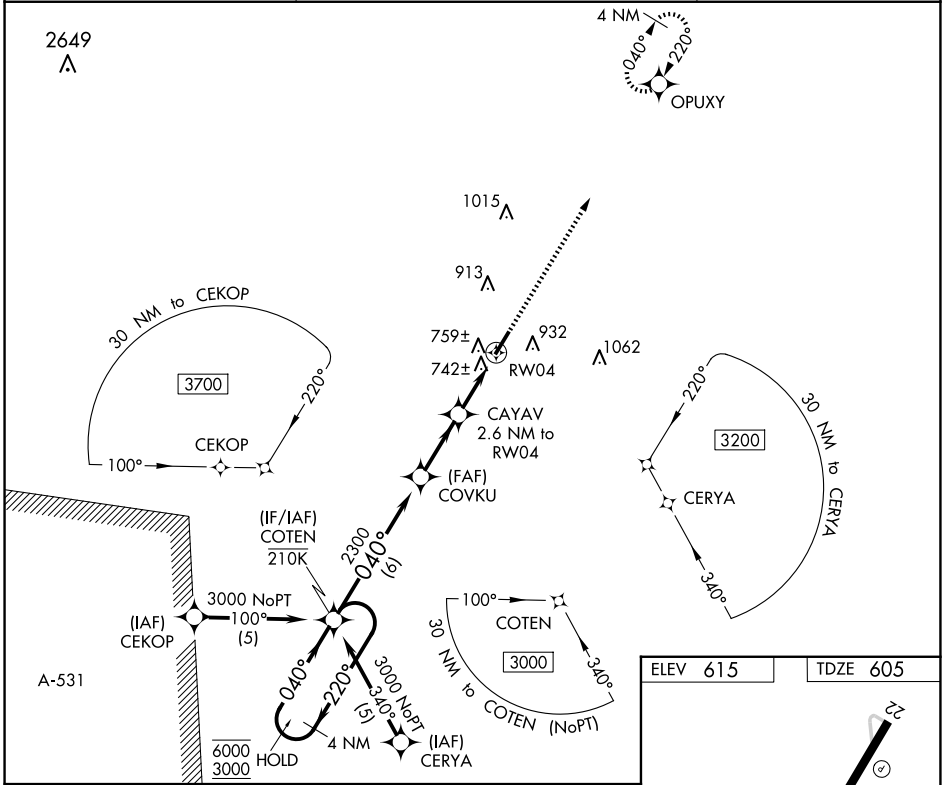 2649
4 NM
040°
220°
OPUXY
1015
913
759±
932
1062
742±
RW04
30 NM to CEKOP
3700
220°
CEKOP
100°
CAYAV
2.6 NM to
RW04
(FAF)
COVKU
220°
3200
30 NM to CERYA
CERYA
340°
(IF/IAF)
COTEN
210K
2300
040°
(6)
3000 NoPT
100°
(5)
(IAF)
CEKOP
100°
COTEN
3000
340°
30 NM to COTEN (NoPT)
A-531
040°
220°
3000 NoPT
340°
(5)
6000
3000
HOLD
4 NM
(IAF)
CERYA
ELEV 615
TDZE 605
22
P